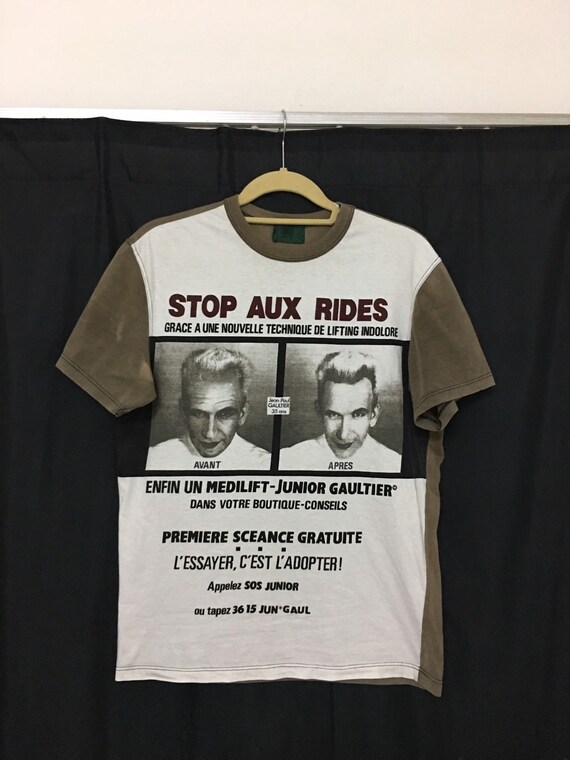 STOP AUX RIDES
GRACE A UNE NOUVELLE TECHNIQUE DE LIFTING INDOLORE
Jean Paul
GAULTIER
35 ans
AVANT
APRES
ENFIN UN MEDILIFT-JUNIOR GAULTIER©
DANS VOTRE BOUTIQUE-CONSEILS
PREMIERE SCEANCE GRATUITE
L'ESSAYER, C'EST L'ADOPTER!
Appelez SOS JUNIOR
ou tapez 36 15 JUN*GAUL